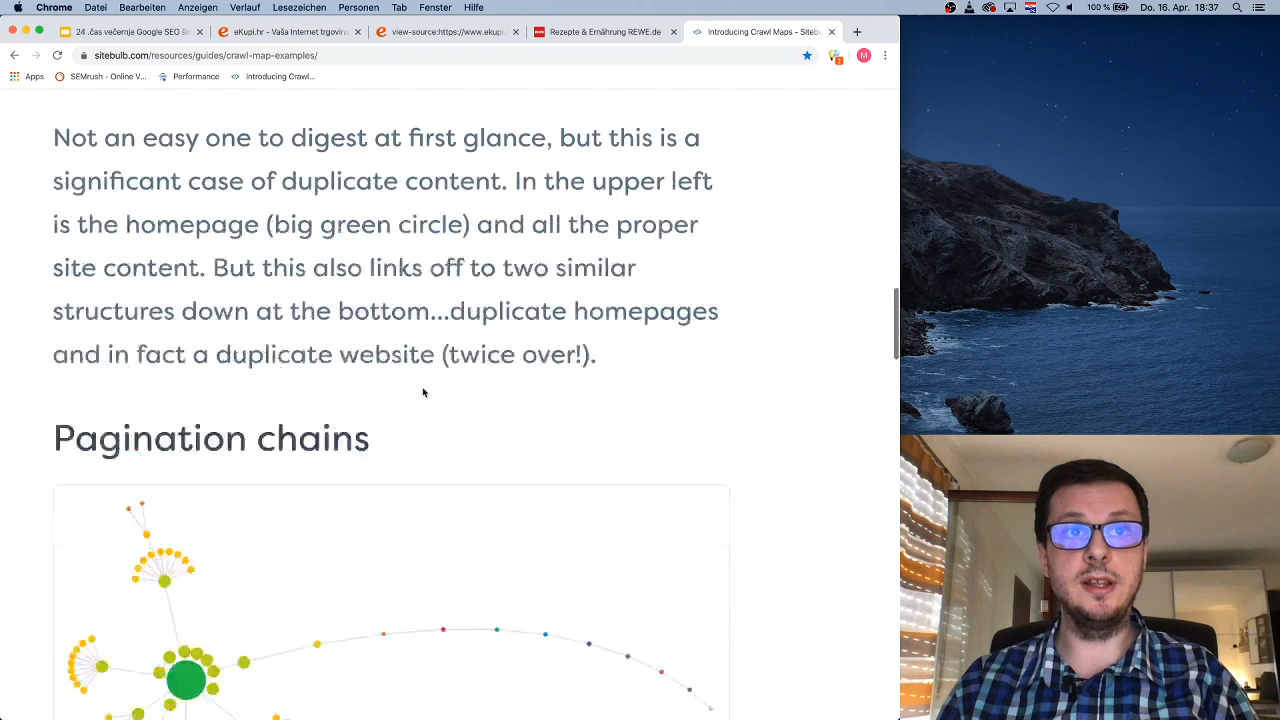 Chrome Datei Bearbeiten Anzeigen Verlauf Lesezeichen Personen Tab Fenster Hilfe 100 % Do. 16. Apr. 18:37
24 .čas večernje Google SEO šk eKupi.hr - Vaša Internet trgovina view-source:https://www.ekupi. Rezepte & Ernährung REWE.de Introducing Crawl Maps - Sitebu
sitebulb.com/resources/guides/crawl-map-examples/ M
Apps SEMrush - Online V... Performance Introducing Crawl...
Not an easy one to digest at first glance, but this is a
significant case of duplicate content. In the upper left
is the homepage (big green circle) and all the proper
site content. But this also links off to two similar
structures down at the bottom...duplicate homepages
and in fact a duplicate website (twice over!).
Pagination chains